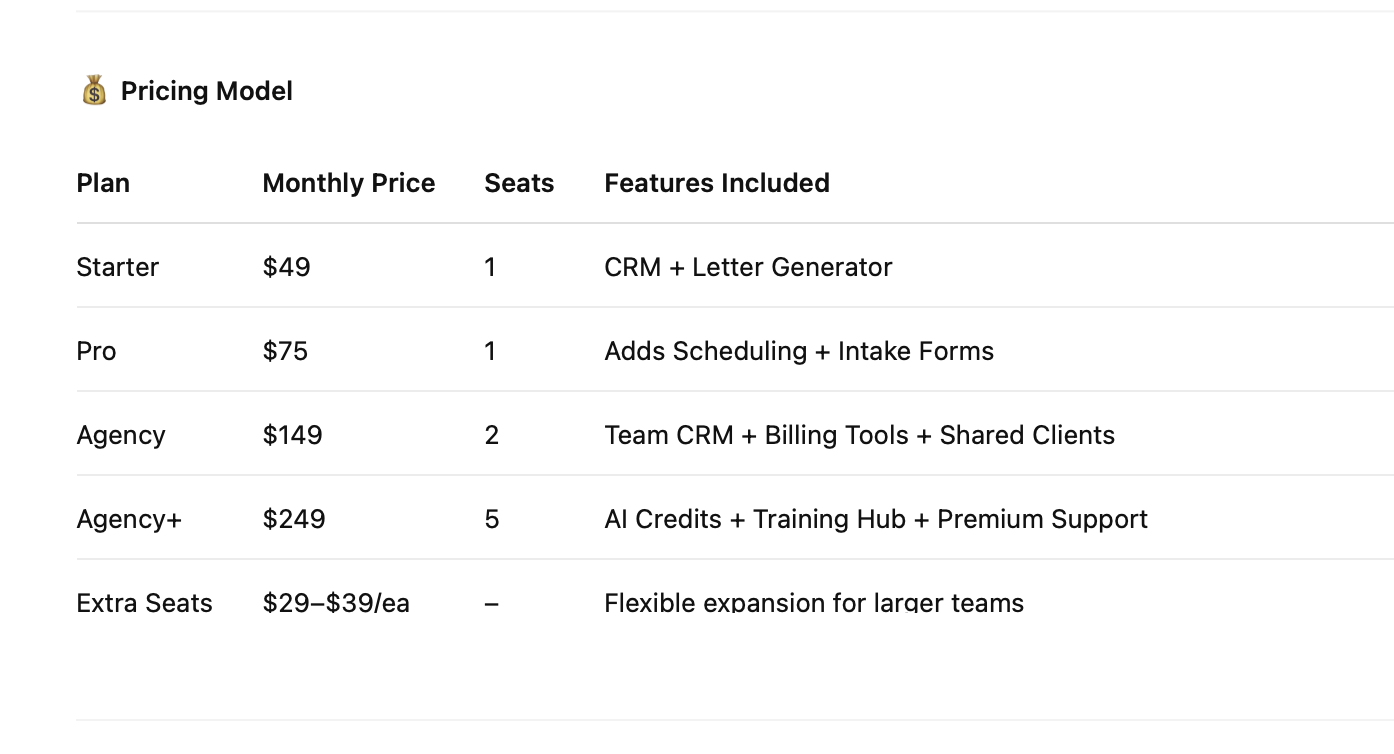 💰 Pricing Model
Plan Monthly Price Seats Features Included
Starter $49 1 CRM + Letter Generator
Pro $75 1 Adds Scheduling + Intake Forms
Agency $149 2 Team CRM + Billing Tools + Shared Clients
Agency+ $249 5 AI Credits + Training Hub + Premium Support
Extra Seats $29–$39/ea – Flexible expansion for larger teams